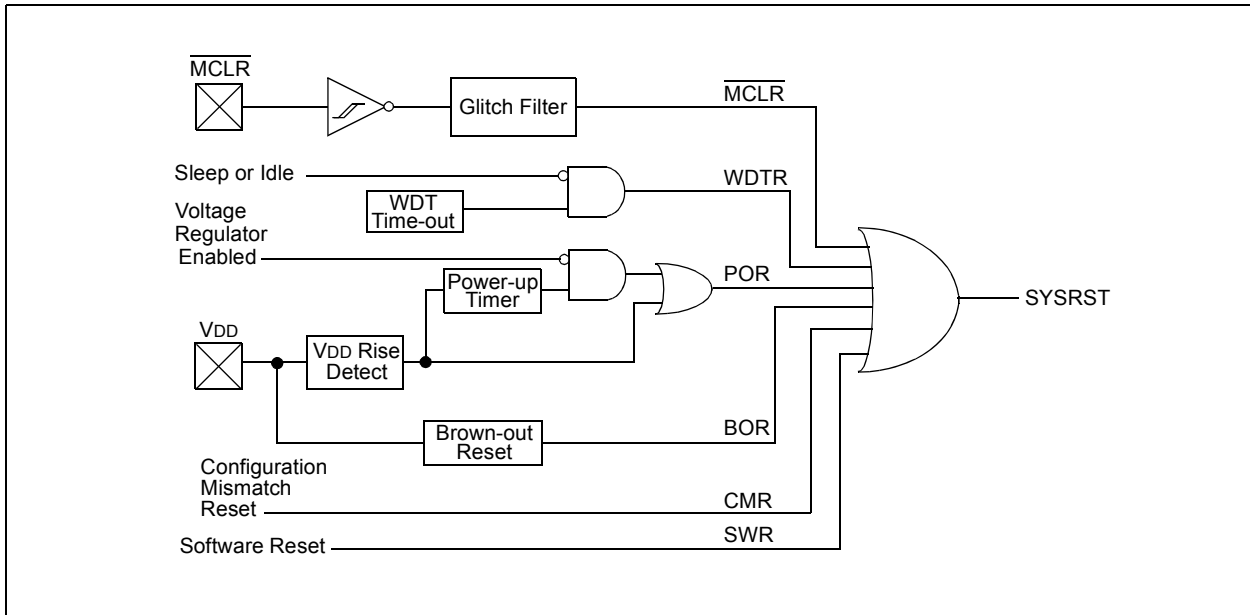 MCLR
Glitch Filter
MCLR
Sleep or Idle
WDT
Time-out
WDTR
Voltage
Regulator
Enabled
Power-up
Timer
POR
SYSRST
VDD
VDD Rise
Detect
Brown-out
Reset
BOR
Configuration
Mismatch
Reset
CMR
Software Reset
SWR